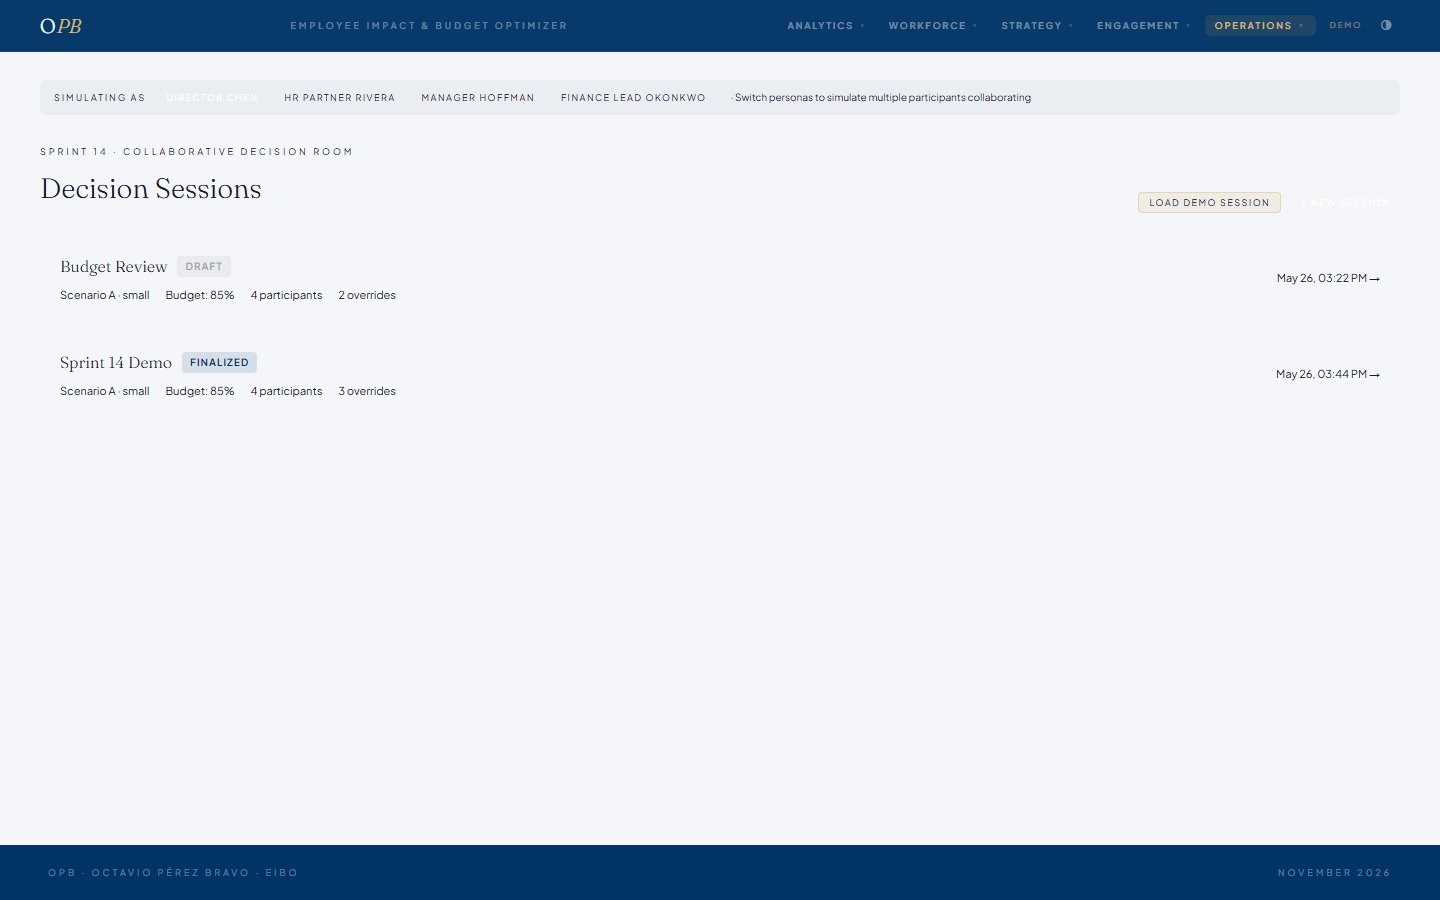 OPB EMPLOYEE IMPACT & BUDGET OPTIMIZER ANALYTICS WORKFORCE STRATEGY ENGAGEMENT OPERATIONS DEMO
SIMULATING AS DIRECTOR CHEN HR PARTNER RIVERA MANAGER HOFFMAN FINANCE LEAD OKONKWO · Switch personas to simulate multiple participants collaborating
SPRINT 14 · COLLABORATIVE DECISION ROOM
Decision Sessions
LOAD DEMO SESSION + NEW SESSION
Budget Review DRAFT
Scenario A · small Budget: 85% 4 participants 2 overrides
May 26, 03:22 PM →
Sprint 14 Demo FINALIZED
Scenario A · small Budget: 85% 4 participants 3 overrides
May 26, 03:44 PM →
OPB · OCTAVIO PÉREZ BRAVO · EIBO NOVEMBER 2026